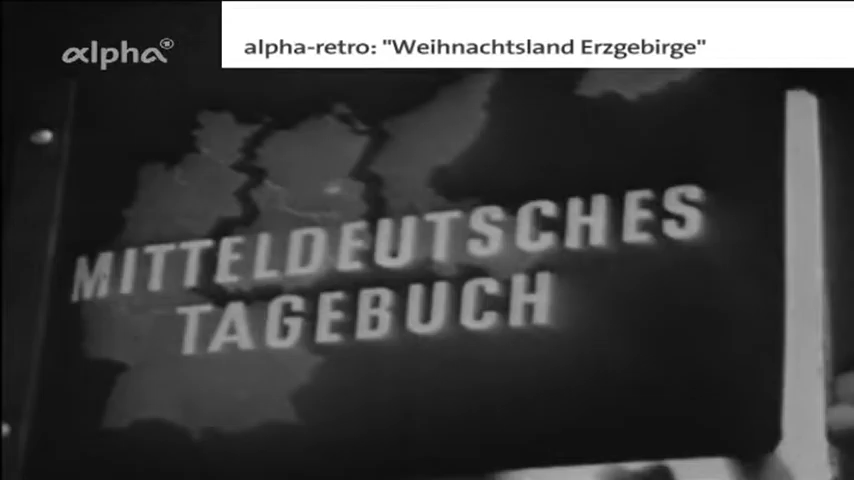 alpha
alpha-retro: "Weihnachtsland Erzgebirge"
MITTELDEUTSCHES
TAGEBUCH